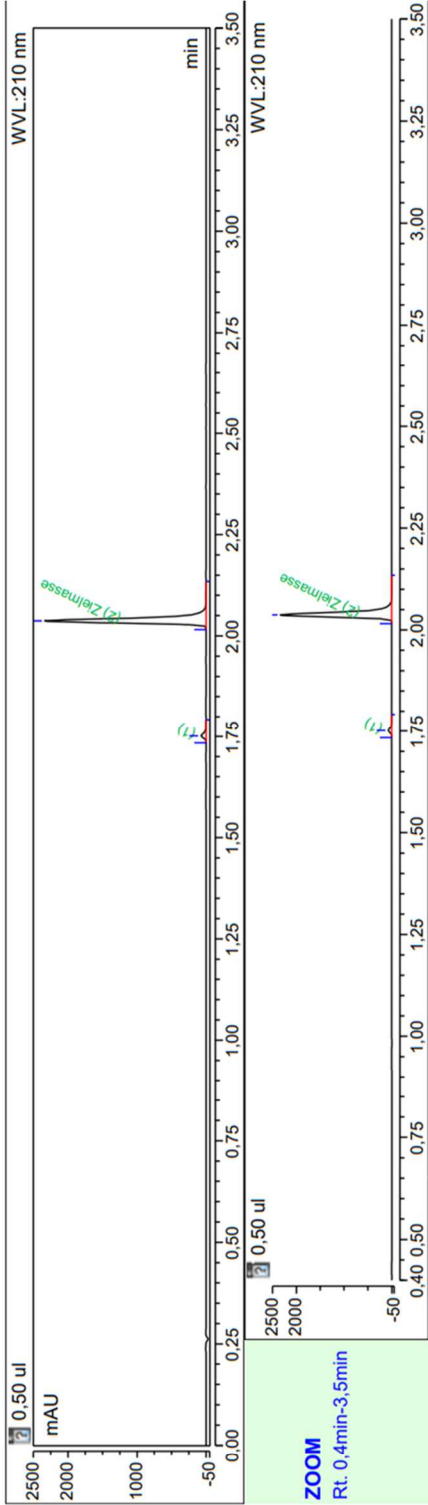 0,50 ul
WVL:210 nm
mAU
2500
2000
1000
-50
(1)
(2) Zielmasse
min
0,00 0,25 0,50 0,75 1,00 1,25 1,50 1,75 2,00 2,25 2,50 2,75 3,00 3,25 3,50
ZOOM
Rt. 0,4min-3,5min
0,50 ul
WVL:210 nm
2500
2000
-50
(1)
(2) Zielmasse
0,40 0,50 0,75 1,00 1,25 1,50 1,75 2,00 2,25 2,50 2,75 3,00 3,25 3,50